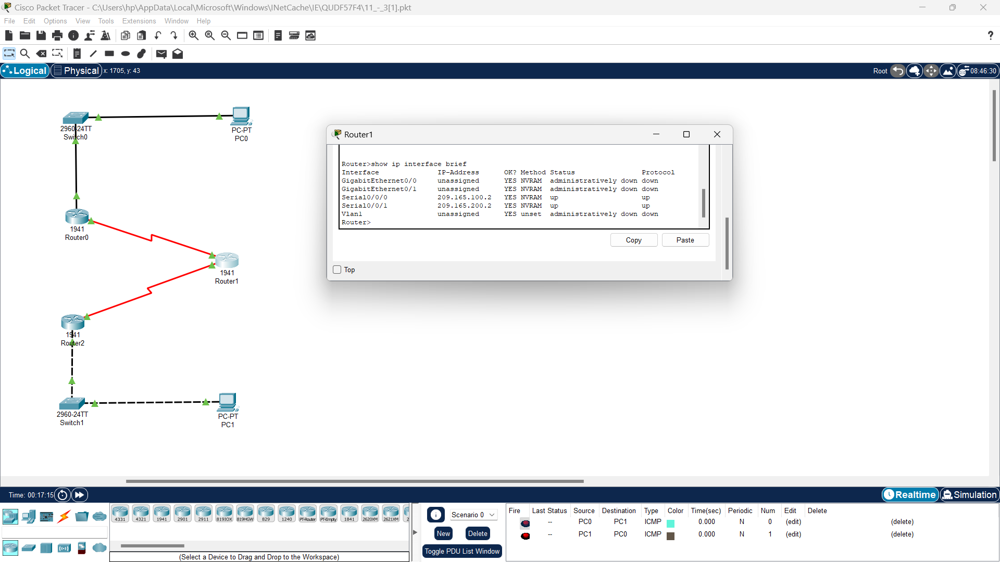 Cisco Packet Tracer - C:\Users\hp\AppData\Local\Microsoft\Windows\INetCache\IE\QUDF57F4\11_-_3[1].pkt
File Edit Options View Tools Extensions Window Help
?
Logical Physical x: 1705, y: 43 Root 08:46:30
2960-24TT
Switch0
PC-PT
PC0
1941
Router0
1941
Router1
1941
Router2
2960-24TT
Switch1
PC-PT
PC1
Router1
Router>show ip interface brief
Interface IP-Address OK? Method Status Protocol
GigabitEthernet0/0 unassigned YES NVRAM administratively down down
GigabitEthernet0/1 unassigned YES NVRAM administratively down down
Serial0/0/0 209.165.100.2 YES NVRAM up up
Serial0/0/1 209.165.200.2 YES NVRAM up up
Vlan1 unassigned YES unset administratively down down
Router>
Copy Paste
Top
Time: 00:17:15 Realtime Simulation
4331 4321 1941 2901 2911 819IOX 819HGW 829 1240 PT-Router PT-Empty 1841 2620XM 2621XM 2
(Select a Device to Drag and Drop to the Workspace)
Scenario 0
New Delete
Toggle PDU List Window
Fire Last Status Source Destination Type Color Time(sec) Periodic Num Edit Delete
-- PC0 PC1 ICMP 0.000 N 0 (edit) (delete)
-- PC1 PC0 ICMP 0.000 N 1 (edit) (delete)